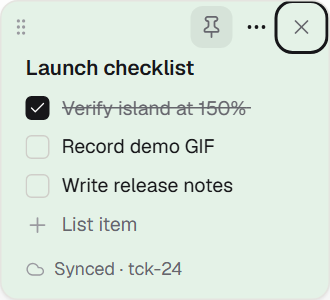 Launch checklist
Verify island at 150%
Record demo GIF
Write release notes
List item
Synced · tck-24